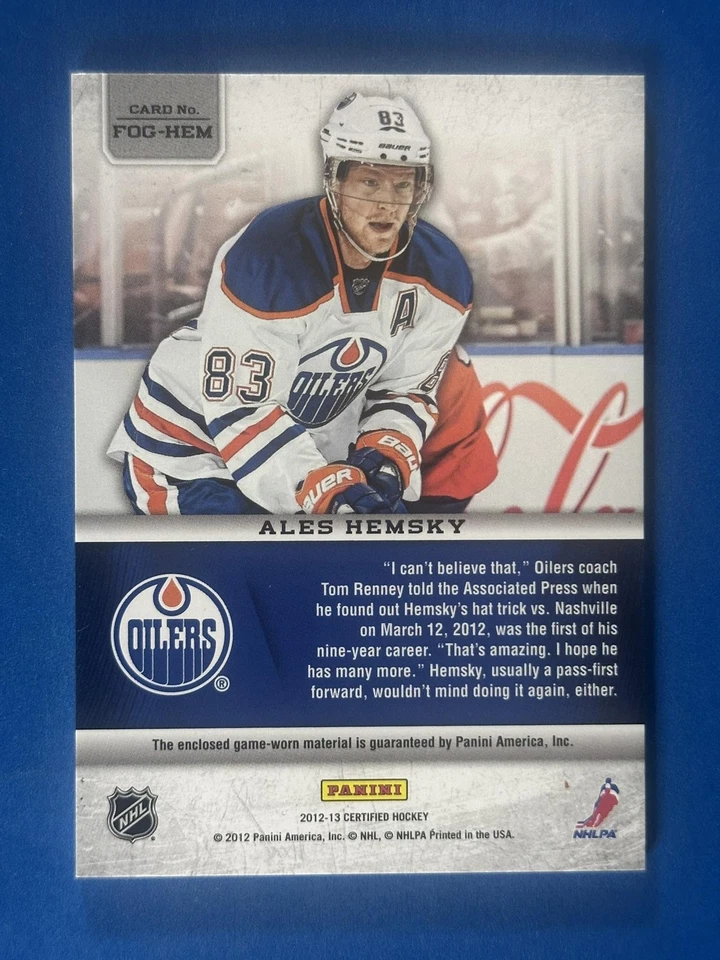 CARD No.
FOG-HEM
83
BAUER
A
83
OILERS
BAU
BAUER
ALES HEMSKY
"I can't believe that," Oilers coach
Tom Renney told the Associated Press when
he found out Hemsky's hat trick vs. Nashville
on March 12, 2012, was the first of his
nine-year career. "That's amazing. I hope he
has many more." Hemsky, usually a pass-first
forward, wouldn't mind doing it again, either.
OILERS
®
The enclosed game-worn material is guaranteed by Panini America, Inc.
PANINI
NHL
2012-13 CERTIFIED HOCKEY
© 2012 Panini America, Inc. © NHL, © NHLPA Printed in the USA.
NHLPA